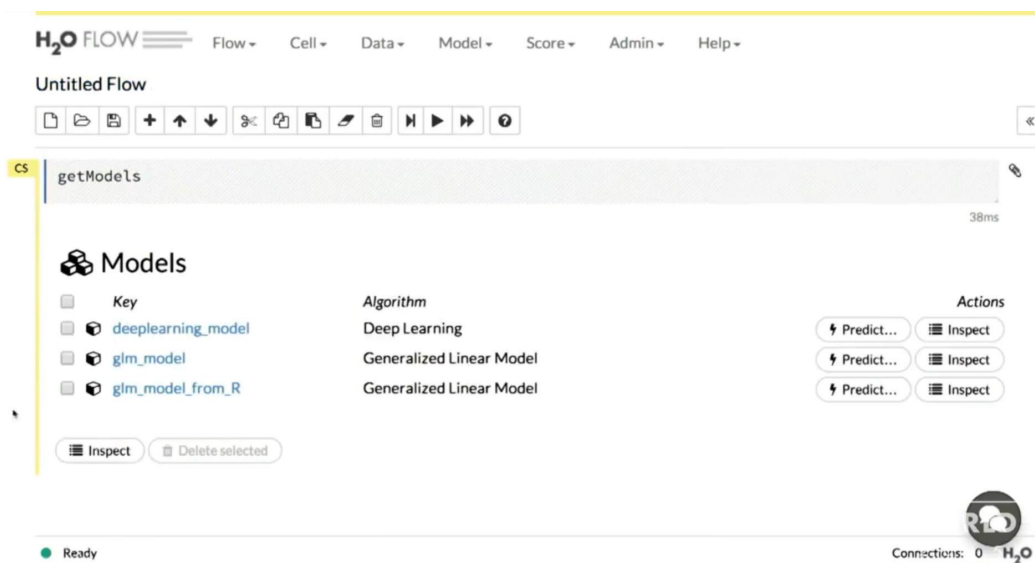 H2O FLOW Flow Cell Data Model Score Admin Help
Untitled Flow
CS
getModels
38ms
Models
Key Algorithm Actions
deeplearning_model Deep Learning Predict... Inspect
glm_model Generalized Linear Model Predict... Inspect
glm_model_from_R Generalized Linear Model Predict... Inspect
Inspect Delete selected
Ready Connections: 0 H2O